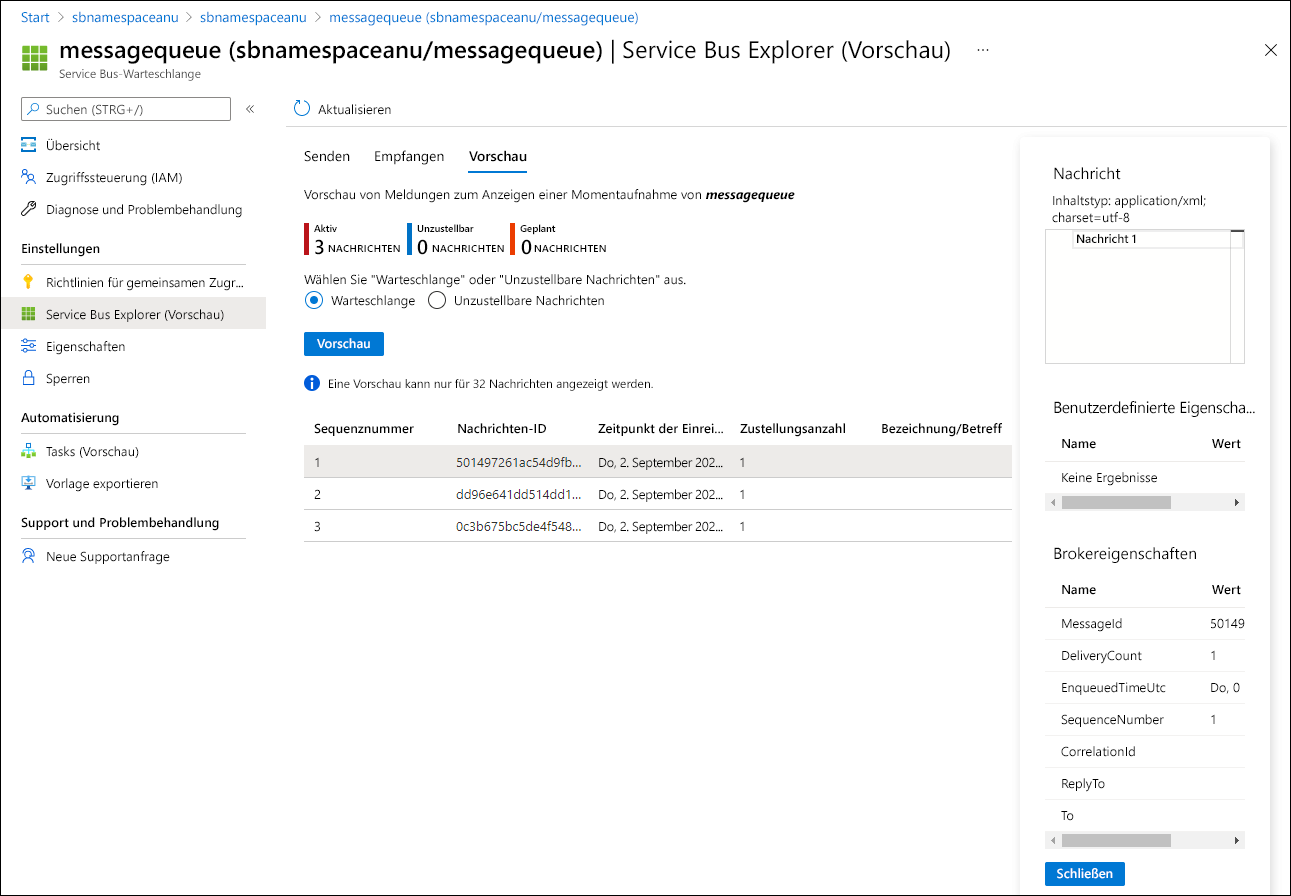 Start > sbnamespaceanu > sbnamespaceanu > messagequeue (sbnamespaceanu/messagequeue)
messagequeue (sbnamespaceanu/messagequeue) | Service Bus Explorer (Vorschau) ...
Service Bus-Warteschlange
Suchen (STRG+/)
«
Übersicht
Zugriffssteuerung (IAM)
Diagnose und Problembehandlung
Einstellungen
Richtlinien für gemeinsamen Zugr...
Service Bus Explorer (Vorschau)
Eigenschaften
Sperren
Automatisierung
Tasks (Vorschau)
Vorlage exportieren
Support und Problembehandlung
Neue Supportanfrage
Aktualisieren
Senden Empfangen Vorschau
Vorschau von Meldungen zum Anzeigen einer Momentaufnahme von messagequeue
Aktiv Unzustellbar Geplant
3 NACHRICHTEN 0 NACHRICHTEN 0 NACHRICHTEN
Wählen Sie "Warteschlange" oder "Unzustellbare Nachrichten" aus.
Warteschlange Unzustellbare Nachrichten
Vorschau
Eine Vorschau kann nur für 32 Nachrichten angezeigt werden.
Sequenznummer Nachrichten-ID Zeitpunkt der Einrei... Zustellungsanzahl Bezeichnung/Betreff
1 501497261ac54d9fb... Do, 2. September 202... 1
2 dd96e641dd514dd1... Do, 2. September 202... 1
3 0c3b675bc5de4f548... Do, 2. September 202... 1
Nachricht
Inhaltstyp: application/xml;
charset=utf-8
Nachricht 1
Benutzerdefinierte Eigenscha...
Name Wert
Keine Ergebnisse
Brokereigenschaften
Name Wert
MessageId 50149
DeliveryCount 1
EnqueuedTimeUtc Do, 0
SequenceNumber 1
CorrelationId
ReplyTo
To
Schließen